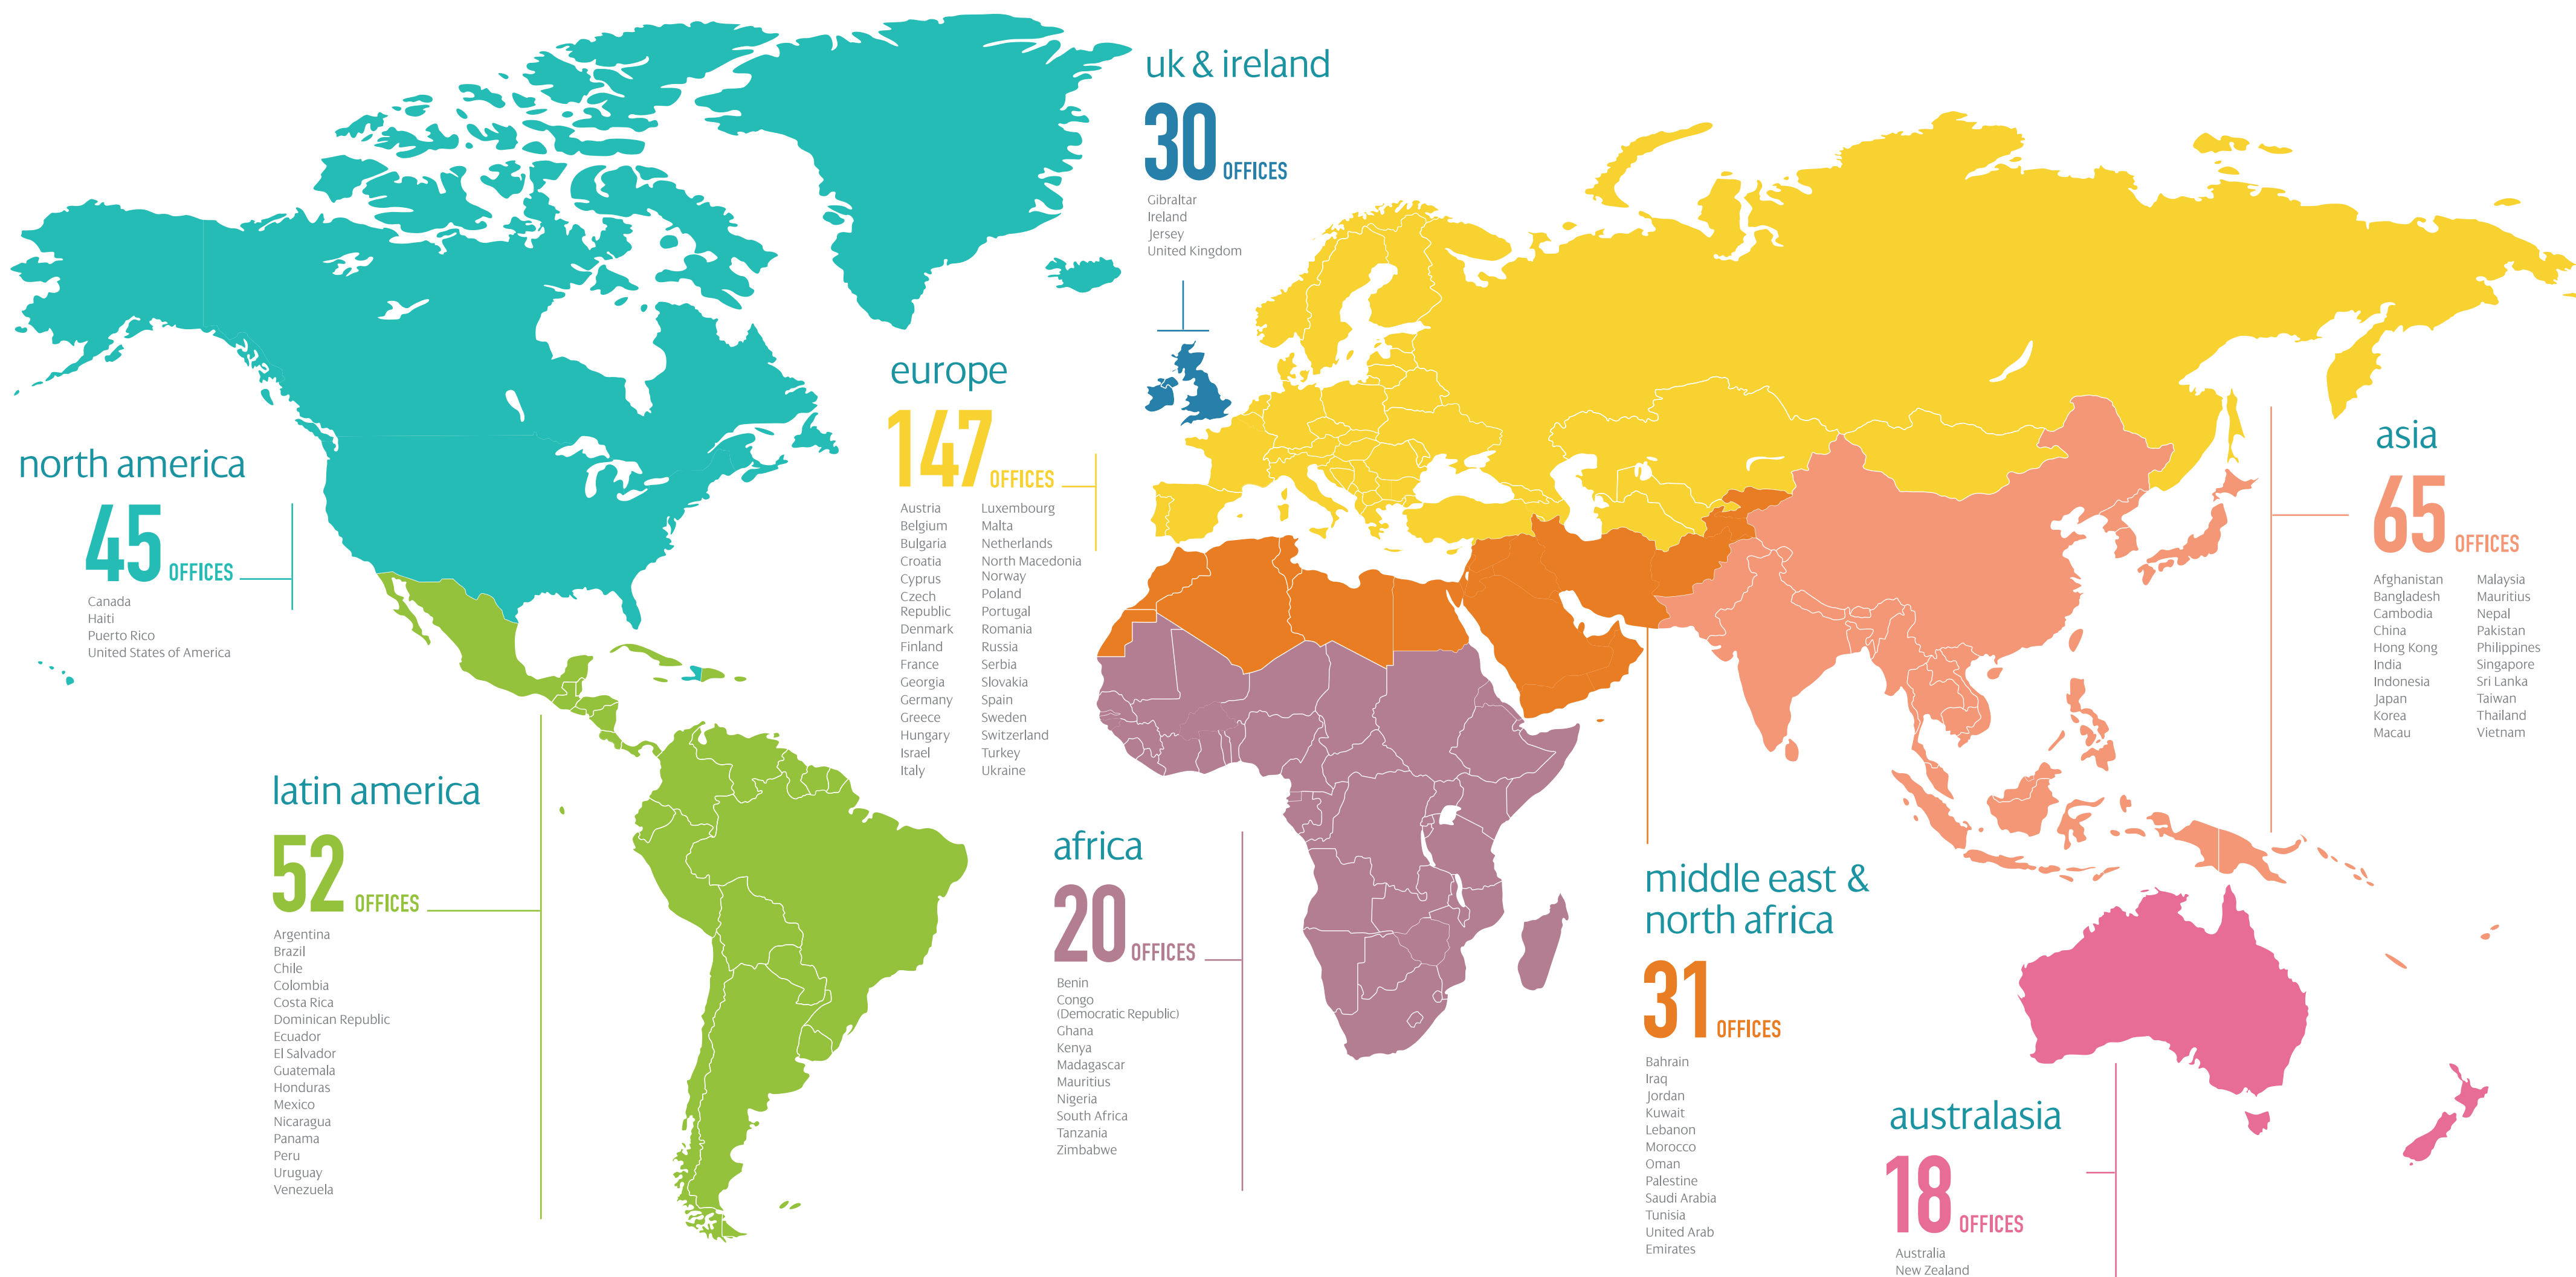 uk & ireland
30 OFFICES
Gibraltar
Ireland
Jersey
United Kingdom
north america
45 OFFICES
Canada
Haiti
Puerto Rico
United States of America
europe
147 OFFICES
Austria
Belgium
Bulgaria
Croatia
Cyprus
Czech
Republic
Denmark
Finland
France
Georgia
Germany
Greece
Hungary
Israel
Italy
Luxembourg
Malta
Netherlands
North Macedonia
Norway
Poland
Portugal
Romania
Russia
Serbia
Slovakia
Spain
Sweden
Switzerland
Turkey
Ukraine
asia
65 OFFICES
Afghanistan
Bangladesh
Cambodia
China
Hong Kong
India
Indonesia
Japan
Korea
Macau
Malaysia
Mauritius
Nepal
Pakistan
Philippines
Singapore
Sri Lanka
Taiwan
Thailand
Vietnam
latin america
52 OFFICES
Argentina
Brazil
Chile
Colombia
Costa Rica
Dominican Republic
Ecuador
El Salvador
Guatemala
Honduras
Mexico
Nicaragua
Panama
Peru
Uruguay
Venezuela
africa
20 OFFICES
Benin
Congo
(Democratic Republic)
Ghana
Kenya
Madagascar
Mauritius
Nigeria
South Africa
Tanzania
Zimbabwe
middle east &
north africa
31 OFFICES
Bahrain
Iraq
Jordan
Kuwait
Lebanon
Morocco
Oman
Palestine
Saudi Arabia
Tunisia
United Arab
Emirates
australasia
18 OFFICES
Australia
New Zealand